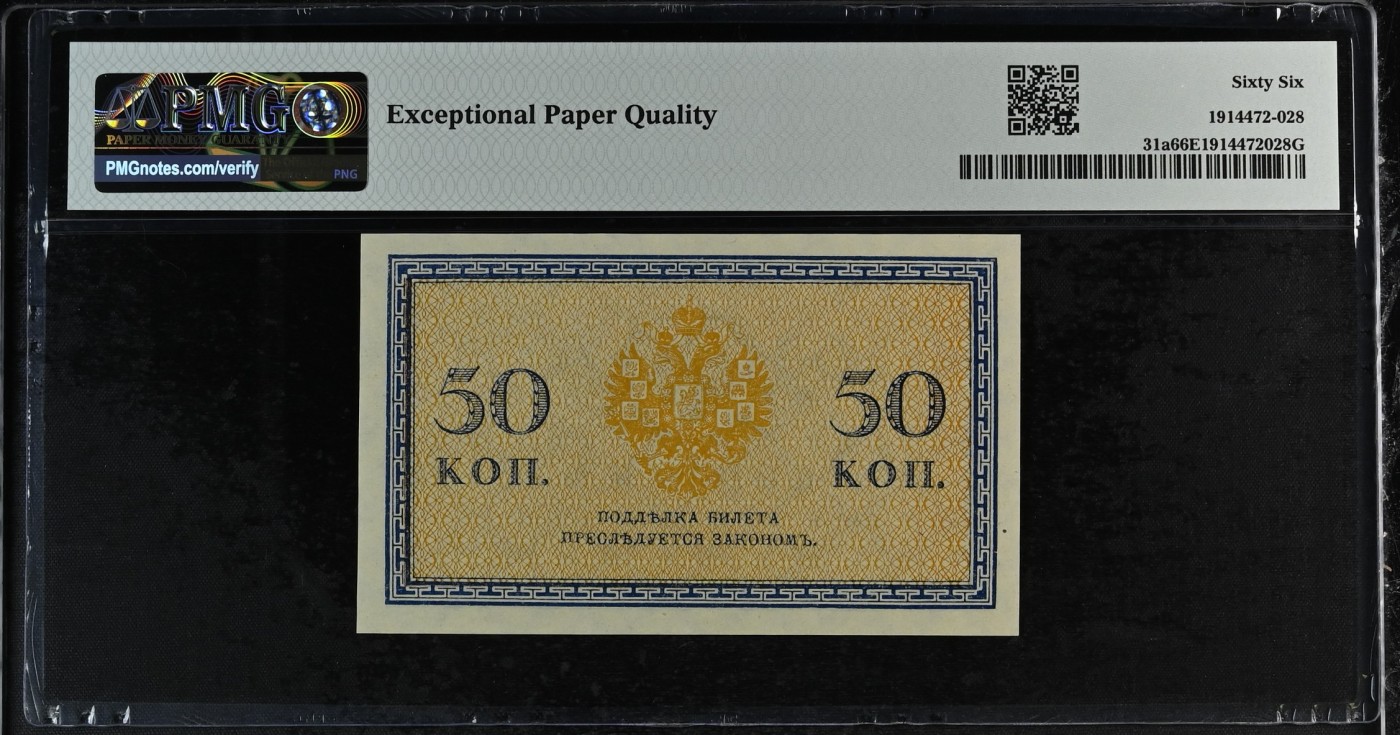 PMG
PAPER MONEY GUARANTY
PMGnotes.com/verify
PNG
Exceptional Paper Quality
Sixty Six
1914472-028
31a66E1914472028G
50
КОП.
50
КОП.
ПОДДѢЛКА БИЛЕТА
ПРЕСЛѢДУЕТСЯ ЗАКОНОМЪ.